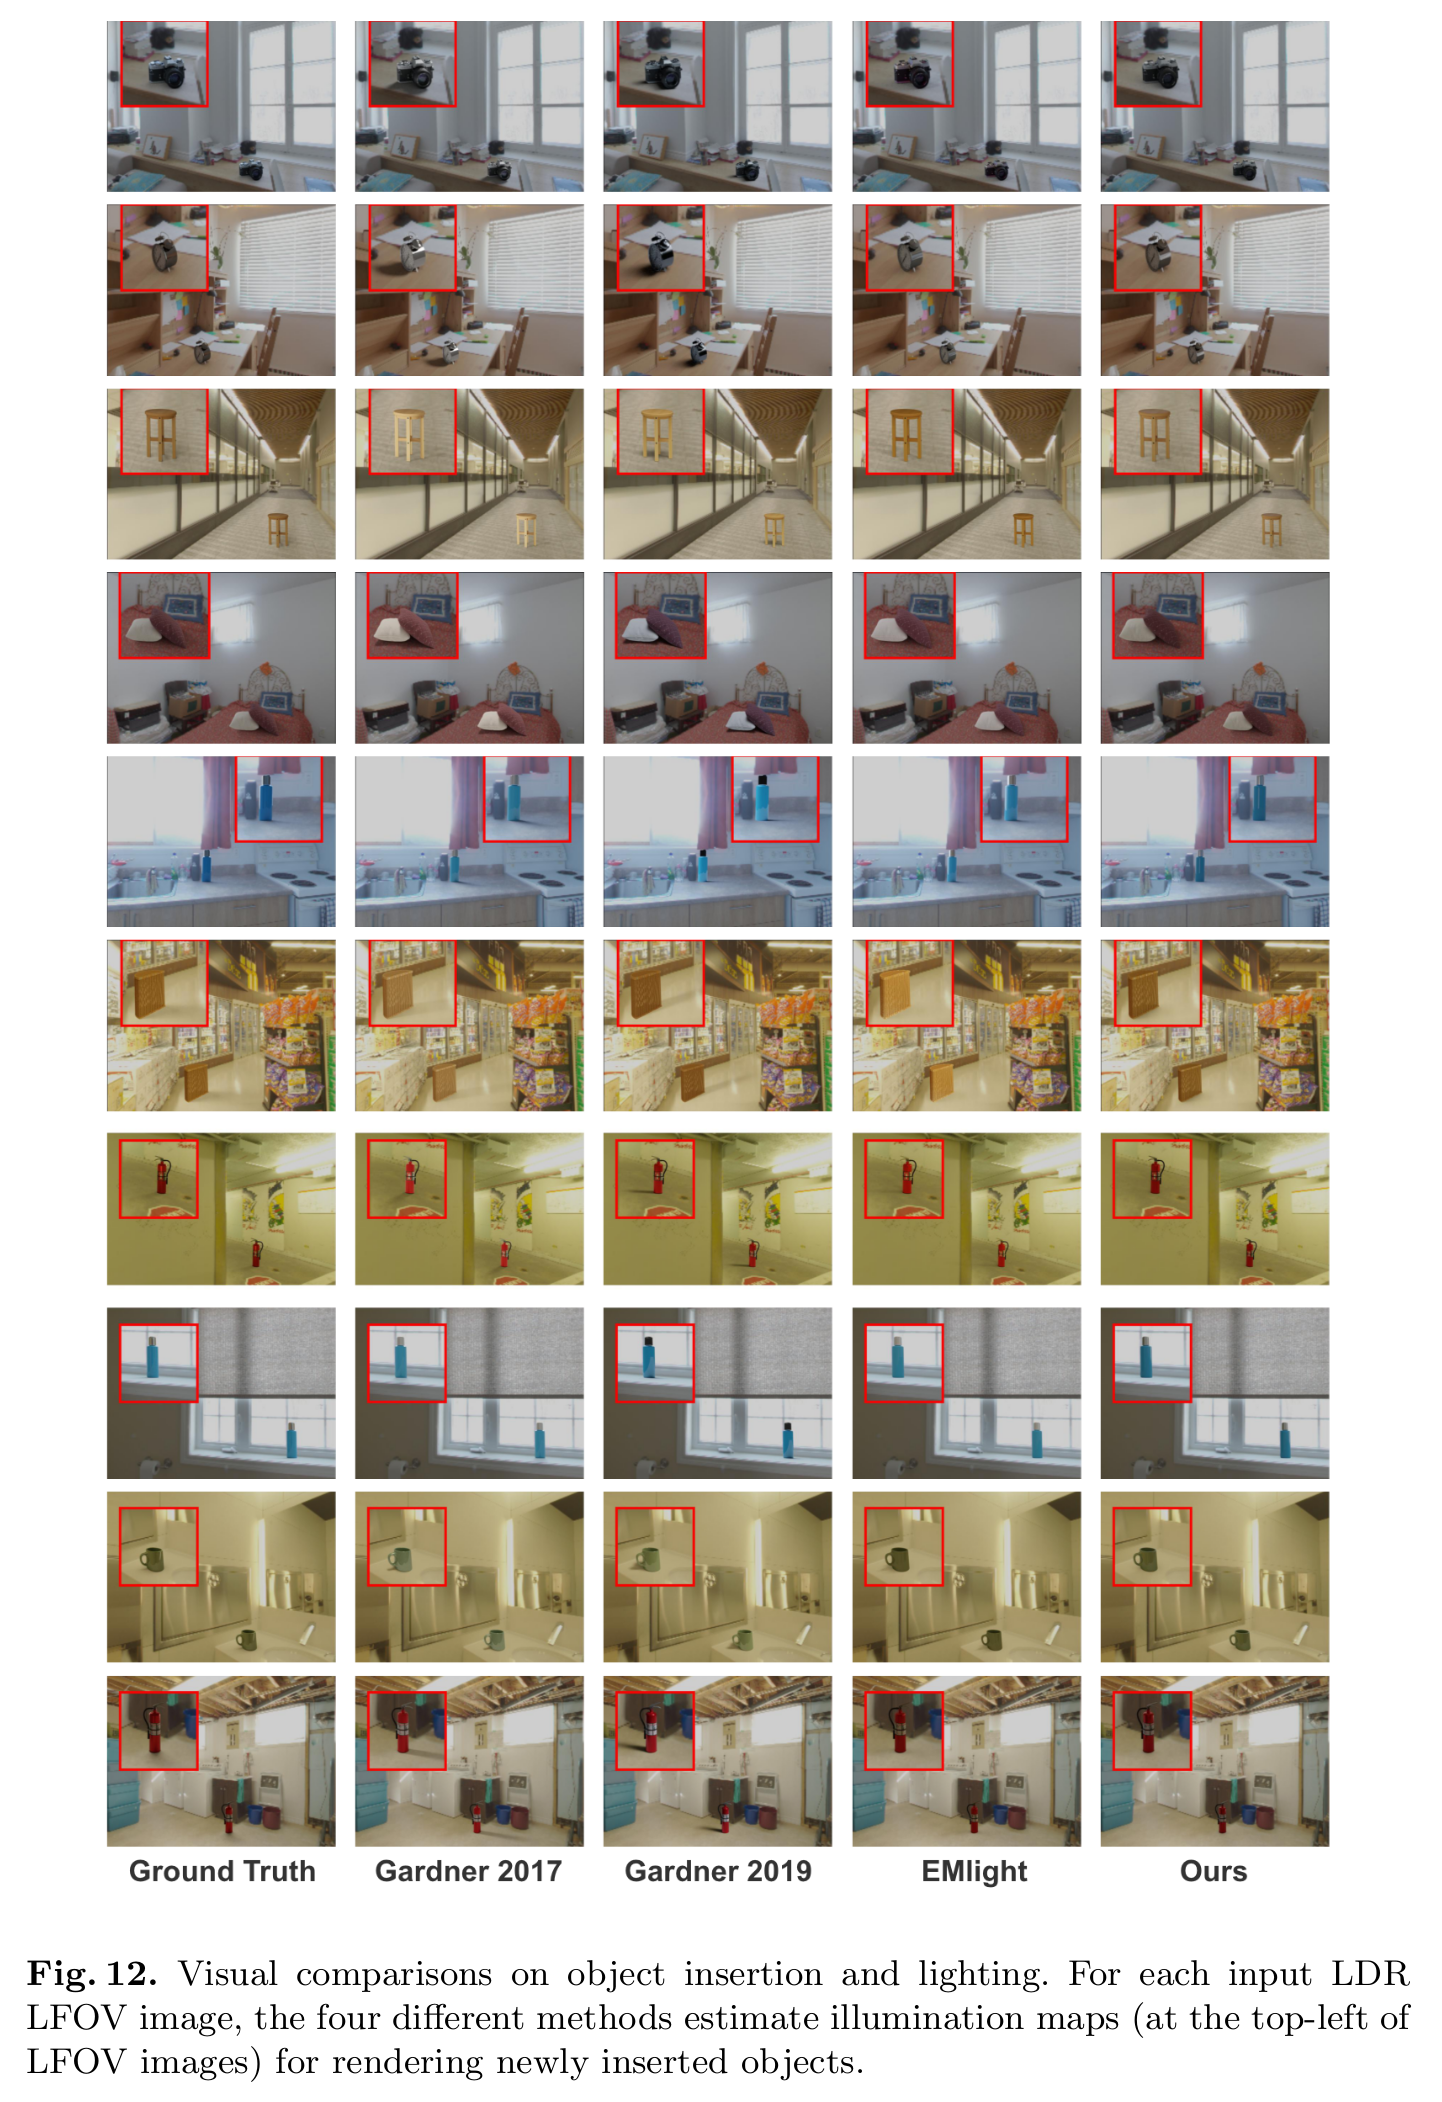 Ground Truth
Gardner 2017
Gardner 2019
EMlight
Ours
Fig. 12. Visual comparisons on object insertion and lighting. For each input LDR
LFOV image, the four different methods estimate illumination maps (at the top-left of
LFOV images) for rendering newly inserted objects.